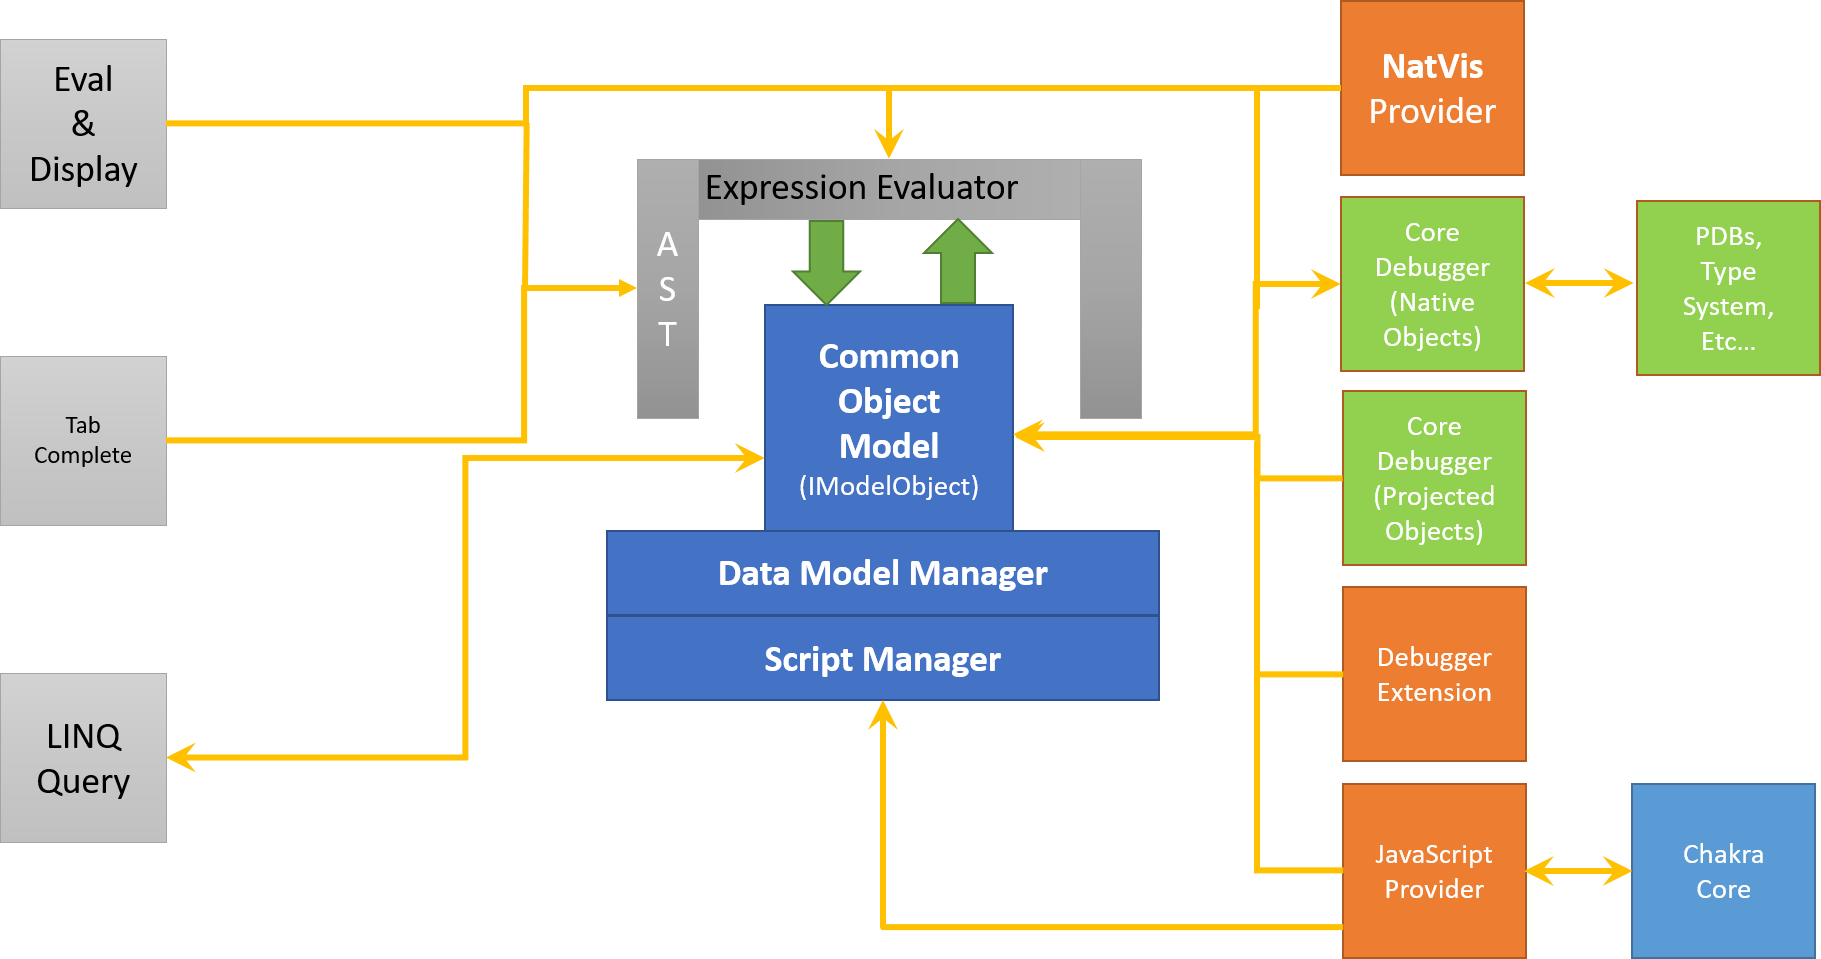 Eval
&
Display
Tab
Complete
LINQ
Query
Expression Evaluator
A
S
T
Common
Object
Model
(IModelObject)
Data Model Manager
Script Manager
NatVis
Provider
Core
Debugger
(Native
Objects)
PDBs,
Type
System,
Etc...
Core
Debugger
(Projected
Objects)
Debugger
Extension
JavaScript
Provider
Chakra
Core